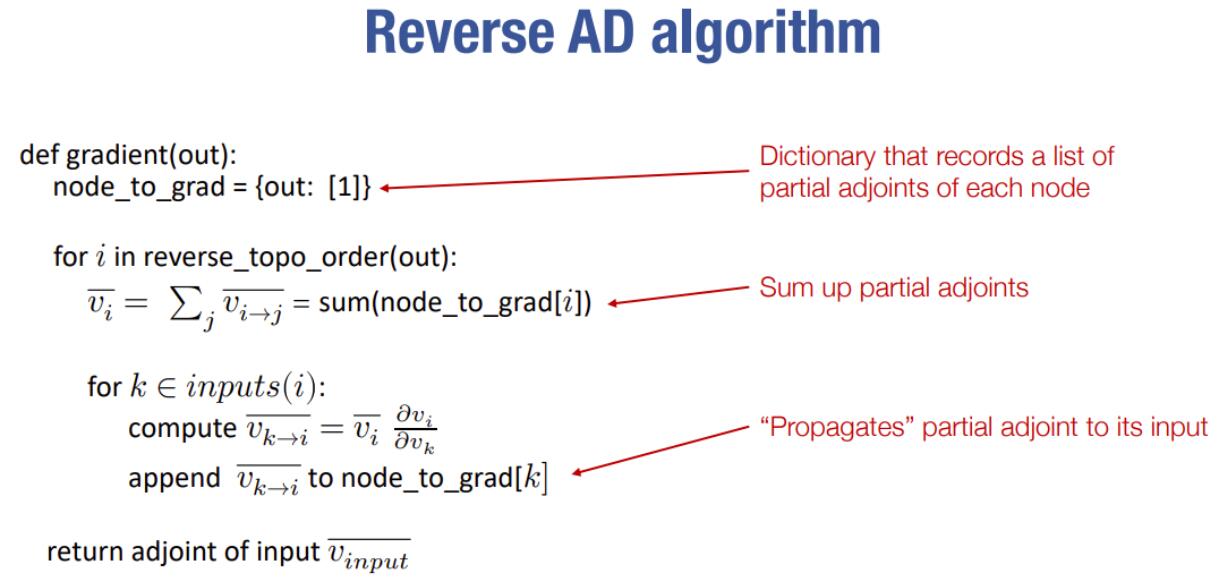 Reverse AD algorithm
def gradient(out):
node_to_grad = {out: [1]}
Dictionary that records a list of
partial adjoints of each node
for $i$ in reverse_topo_order(out):
$\overline{v_i} = \sum_j \overline{v_{i \to j}}$ = sum(node_to_grad[$i$])
Sum up partial adjoints
for $k \in inputs(i)$:
compute $\overline{v_{k \to i}} = \overline{v_i} \frac{\partial v_i}{\partial v_k}$
“Propagates” partial adjoint to its input
append $\overline{v_{k \to i}}$ to node_to_grad[$k$]
return adjoint of input $\overline{v_{input}}$